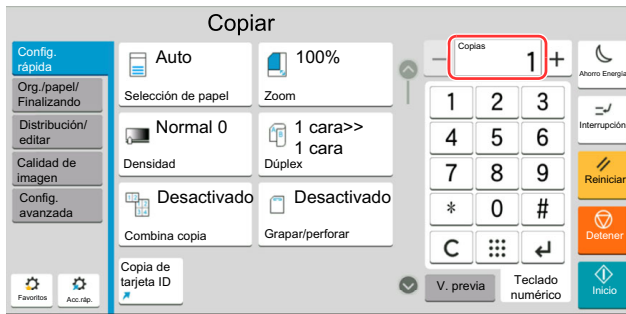 Copiar
Config.
rápida
Org./papel/
Finalizando
Distribución/
editar
Calidad de
imagen
Config.
avanzada
Favoritos
Acc.ráp.
Auto
Selección de papel
100%
Zoom
Normal 0
Densidad
1 cara>>
1 cara
Dúplex
Desactivado
Combina copia
Desactivado
Grapar/perforar
Copia de
tarjeta ID
Copias
− 1 +
1 2 3
4 5 6
7 8 9
* 0 #
C
V. previa
Teclado
numérico
Ahorro Energía
Interrupción
Reiniciar
Detener
Inicio